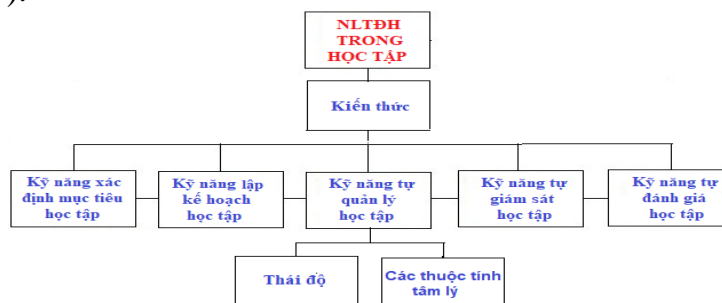 ).
NLTĐH
TRONG
HỌC TẬP
Kiến thức
Kỹ năng xác
định mục tiêu
học tập
Kỹ năng lập
kế hoạch
học tập
Kỹ năng tự
quản lý
học tập
Kỹ năng tự
giám sát
học tập
Kỹ năng tự
đánh giá
học tập
Thái độ
Các thuộc tính
tâm lý